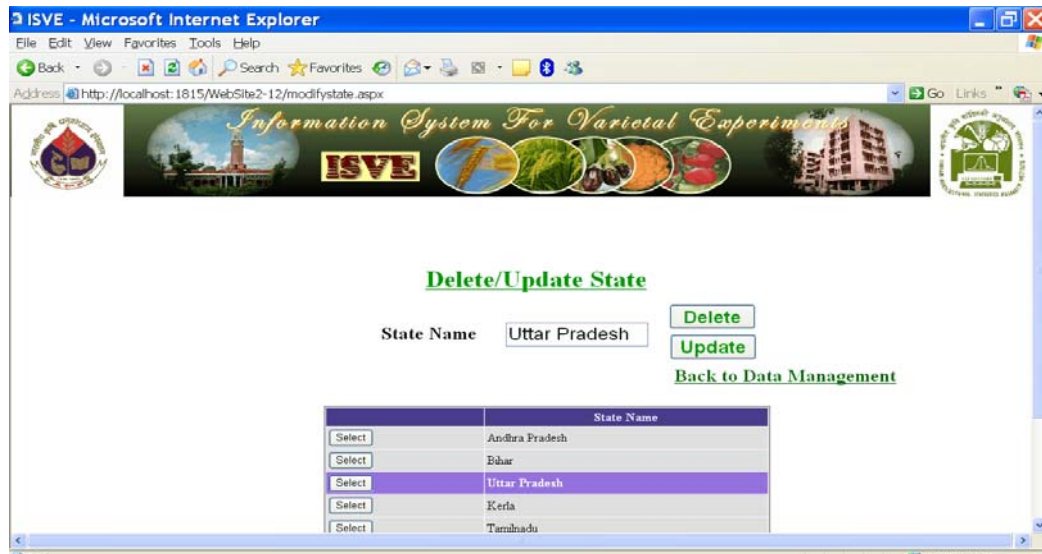 ISVE - Microsoft Internet Explorer
File Edit View Favorites Tools Help
Back Search Favorites
Address http://localhost:1815/WebSite2-12/modifystate.aspx Go Links "
Information System For Varietal Experiments
ISVE
Delete/Update State
State Name Uttar Pradesh Delete
Update
Back to Data Management
State Name
Select Andhra Pradesh
Select Bihar
Select Uttar Pradesh
Select Kerla
Select Tamilnadu